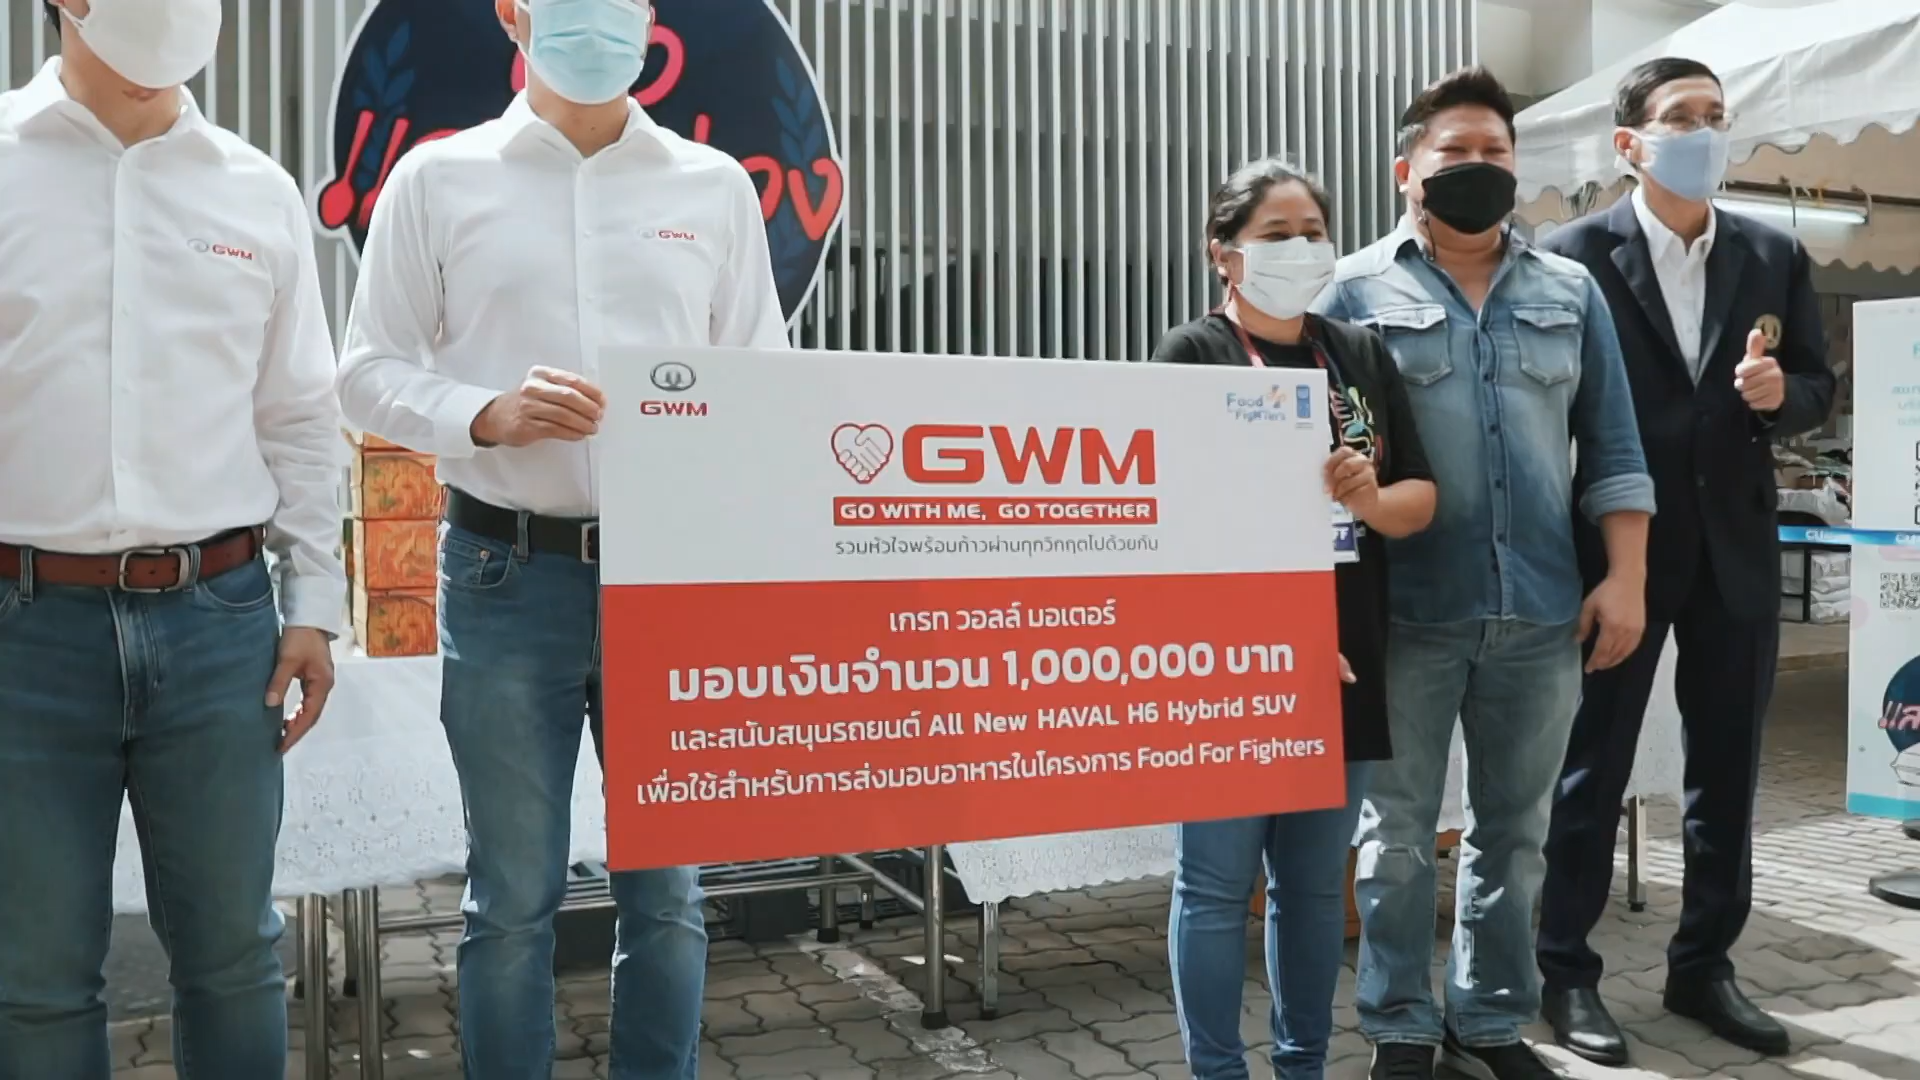 GWM
GWM
GWM
Food
Fighters
GWM
GO WITH ME, GO TOGETHER
รวมหัวใจพร้อมก้าวผ่านทุกวิกฤตไปด้วยกัน
เกรท วอลล์ มอเตอร์
มอบเงินจำนวน 1,000,000 บาท
และสนับสนุนรถยนต์ All New HAVAL H6 Hybrid SUV
เพื่อใช้สำหรับการส่งมอบอาหารในโครงการ Food For Fighters